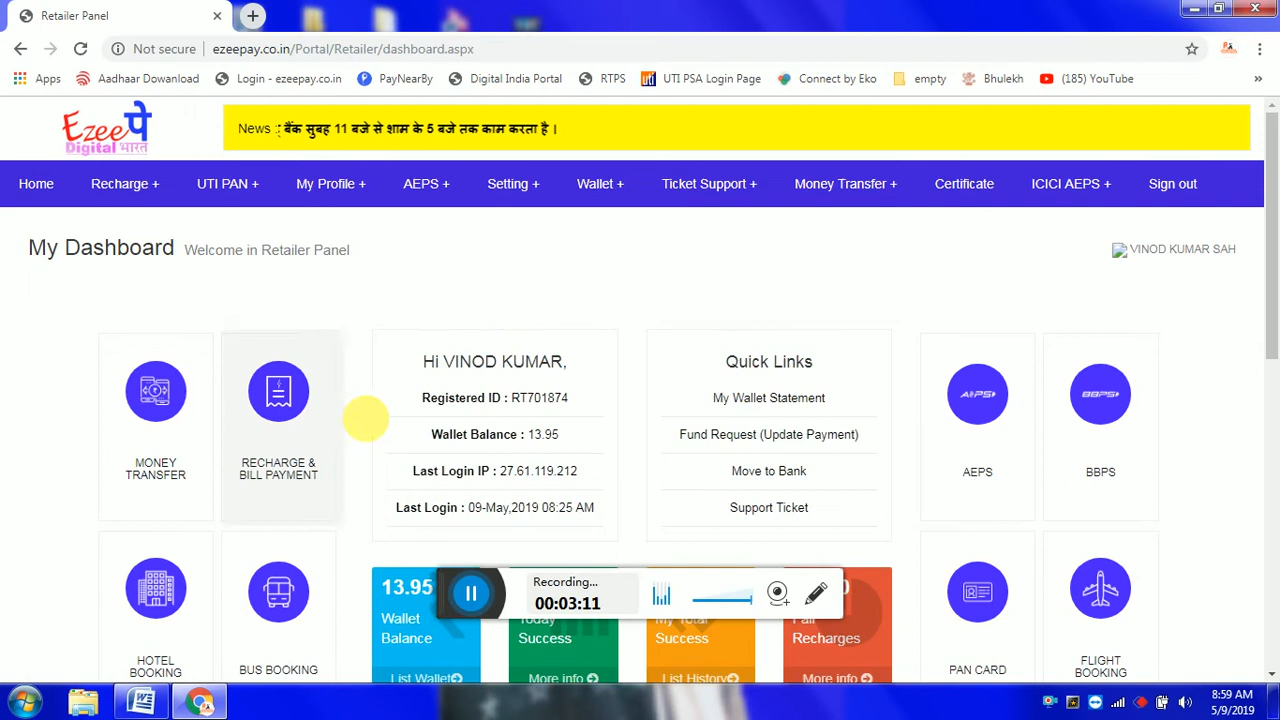 Retailer Panel
Not secure ezeepay.co.in/Portal/Retailer/dashboard.aspx
Apps Aadhaar Dowanload Login - ezeepay.co.in PayNearBy Digital India Portal RTPS UTI PSA Login Page Connect by Eko empty Bhulekh (185) YouTube
Ezeeपे
Digital भारत
News : बैंक सुबह 11 बजे से शाम के 5 बजे तक काम करता है ।
Home Recharge + UTI PAN + My Profile + AEPS + Setting + Wallet + Ticket Support + Money Transfer + Certificate ICICI AEPS + Sign out
My Dashboard Welcome in Retailer Panel
VINOD KUMAR SAH
MONEY
TRANSFER
RECHARGE &
BILL PAYMENT
Hi VINOD KUMAR,
Registered ID : RT701874
Wallet Balance : 13.95
Last Login IP : 27.61.119.212
Last Login : 09-May,2019 08:25 AM
Quick Links
My Wallet Statement
Fund Request (Update Payment)
Move to Bank
Support Ticket
AEPS
AEPS
BBPS
BBPS
HOTEL
BOOKING
BUS BOOKING
13.95
Wallet
Balance
List Wallet
Today
Success
More info
My Total
Success
List History
0
Fail
Recharges
More info
Recording...
00:03:11
PAN CARD
FLIGHT
BOOKING
8:59 AM
5/9/2019